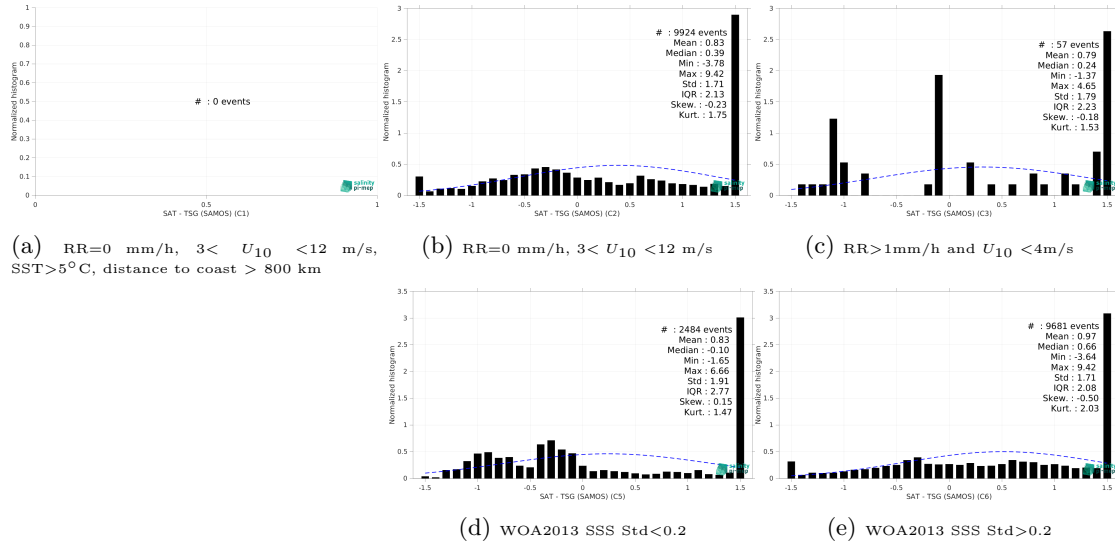 1
0.9
0.8
0.7
0.6
0.5
0.4
0.3
0.2
0.1
0
Normalized histogram
# : 0 events
salinity
pi-mep
0 0.5 1
SAT - TSG (SAMOS) (C1)
(a) RR=0 mm/h, 3< U10 <12 m/s,
SST>5°C, distance to coast > 800 km
3
2.5
2
1.5
1
0.5
0
Normalized histogram
# : 9924 events
Mean : 0.83
Median : 0.39
Min : -3.78
Max : 9.42
Std : 1.71
IQR : 2.13
Skew. : -0.23
Kurt. : 1.75
-1.5 -1 -0.5 0 0.5 1 1.5
SAT - TSG (SAMOS) (C2)
(b) RR=0 mm/h, 3< U10 <12 m/s
3
2.5
2
1.5
1
0.5
0
Normalized histogram
# : 57 events
Mean : 0.79
Median : 0.24
Min : -1.37
Max : 4.65
Std : 1.79
IQR : 2.23
Skew. : -0.18
Kurt. : 1.53
-1.5 -1 -0.5 0 0.5 1 1.5
SAT - TSG (SAMOS) (C3)
(c) RR>1mm/h and U10 <4m/s
3.5
3
2.5
2
1.5
1
0.5
0
Normalized histogram
# : 2484 events
Mean : 0.83
Median : -0.10
Min : -1.65
Max : 6.66
Std : 1.91
IQR : 2.77
Skew. : 0.15
Kurt. : 1.47
-1.5 -1 -0.5 0 0.5 1 1.5
SAT - TSG (SAMOS) (C5)
(d) WOA2013 SSS Std<0.2
3.5
3
2.5
2
1.5
1
0.5
0
Normalized histogram
# : 9681 events
Mean : 0.97
Median : 0.66
Min : -3.64
Max : 9.42
Std : 1.71
IQR : 2.08
Skew. : -0.50
Kurt. : 2.03
-1.5 -1 -0.5 0 0.5 1 1.5
SAT - TSG (SAMOS) (C6)
(e) WOA2013 SSS Std>0.2